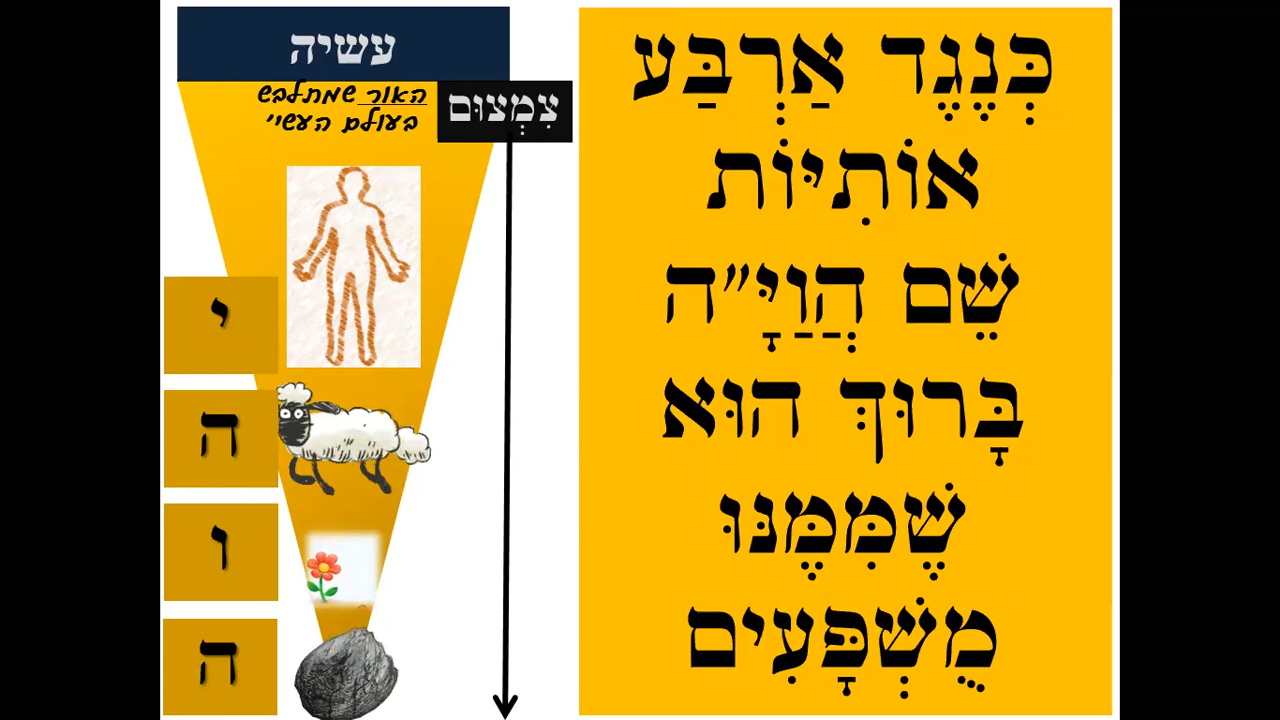 כְּנֶגֶד אַרְבַּע
אוֹתִיּוֹת
שֵׁם הֲוַיָּ״ה
בָּרוּךְ הוּא
שֶׁמִּמֶּנּוּ
מֻשְׁפָּעִים
עשיה
האור שמתלבש
בעולם העשיי
צִמְצוּם
י
ה
ו
ה